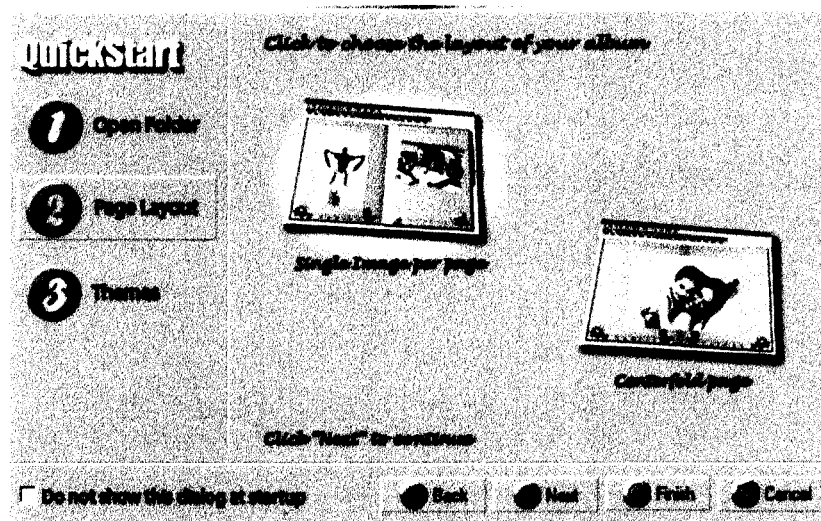 QuickStart
Click to choose the layout of your album
1 Open Folder
2 Page Layout
3 Themes
Single Image per page
Centerfold page
Click "Next" to continue
Do not show this dialog at startup
Back
Next
Finish
Cancel